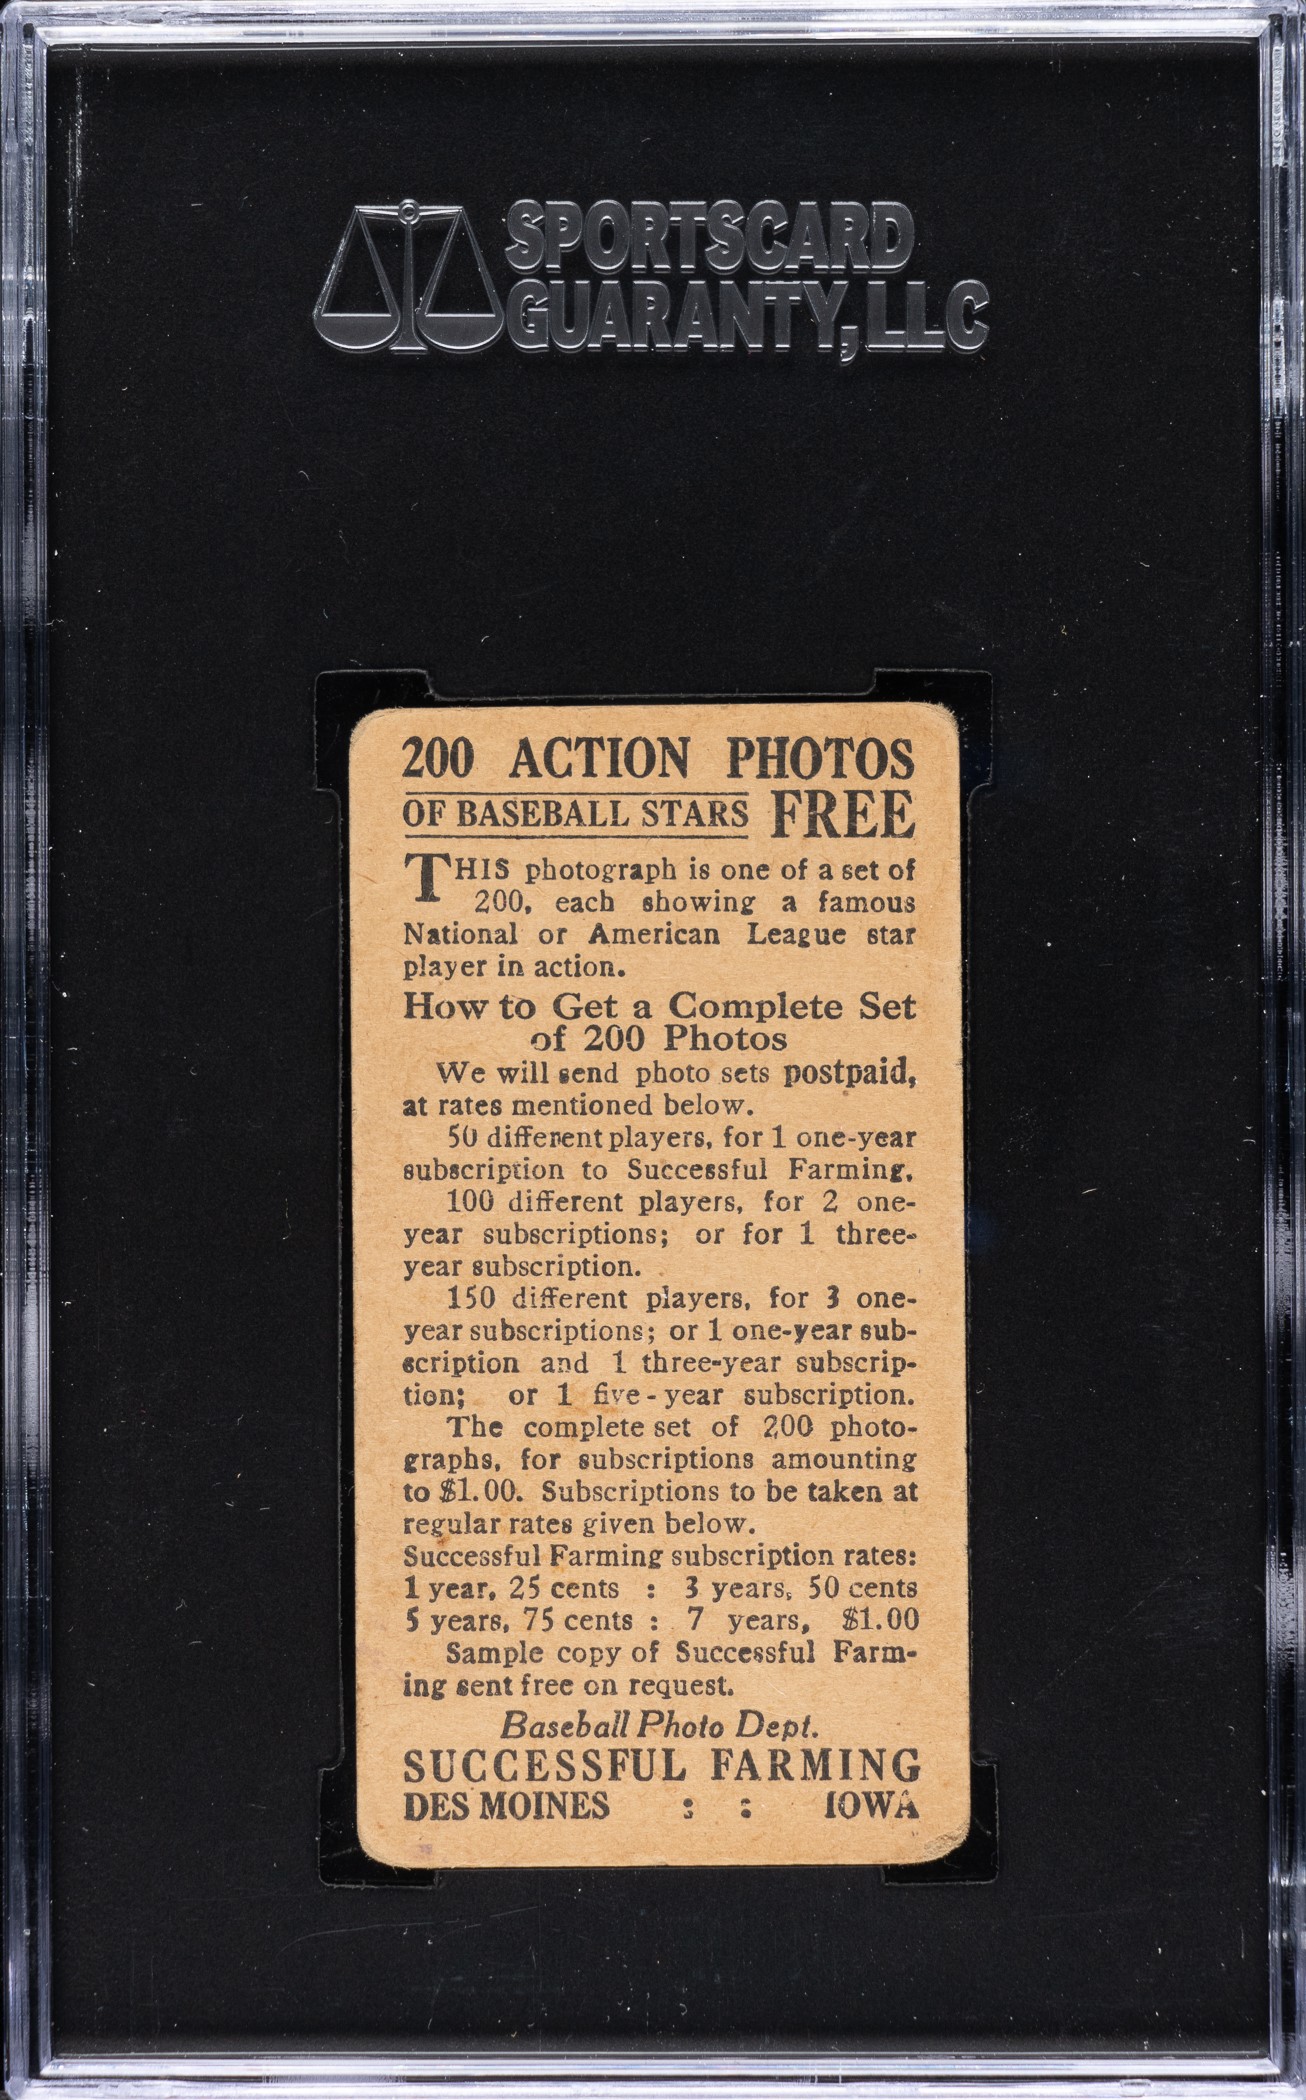 SPORTSCARD
GUARANTY, LLC
200 ACTION PHOTOS
OF BASEBALL STARS FREE
THIS photograph is one of a set of
200, each showing a famous
National or American League star
player in action.
How to Get a Complete Set
of 200 Photos
We will send photo sets postpaid,
at rates mentioned below.
50 different players, for 1 one-year
subscription to Successful Farming.
100 different players, for 2 one-
year subscriptions; or for 1 three-
year subscription.
150 different players, for 3 one-
year subscriptions; or 1 one-year sub-
scription and 1 three-year subscrip-
tion; or 1 five-year subscription.
The complete set of 200 photo-
graphs, for subscriptions amounting
to $1.00. Subscriptions to be taken at
regular rates given below.
Successful Farming subscription rates:
1 year, 25 cents : 3 years, 50 cents
5 years, 75 cents : 7 years, $1.00
Sample copy of Successful Farm-
ing sent free on request.
Baseball Photo Dept.
SUCCESSFUL FARMING
DES MOINES : : IOWA